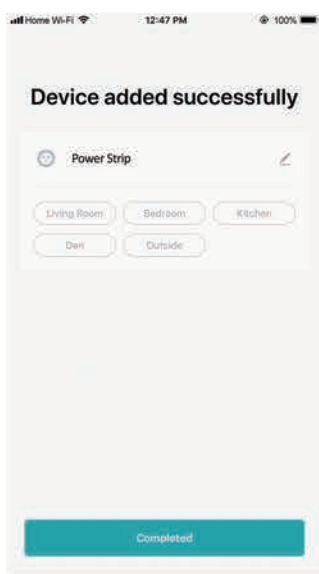 Home Wi-Fi 12:47 PM 100%
Device added successfully
Power Strip
Living Room Bedroom Kitchen
Den Outside
Completed